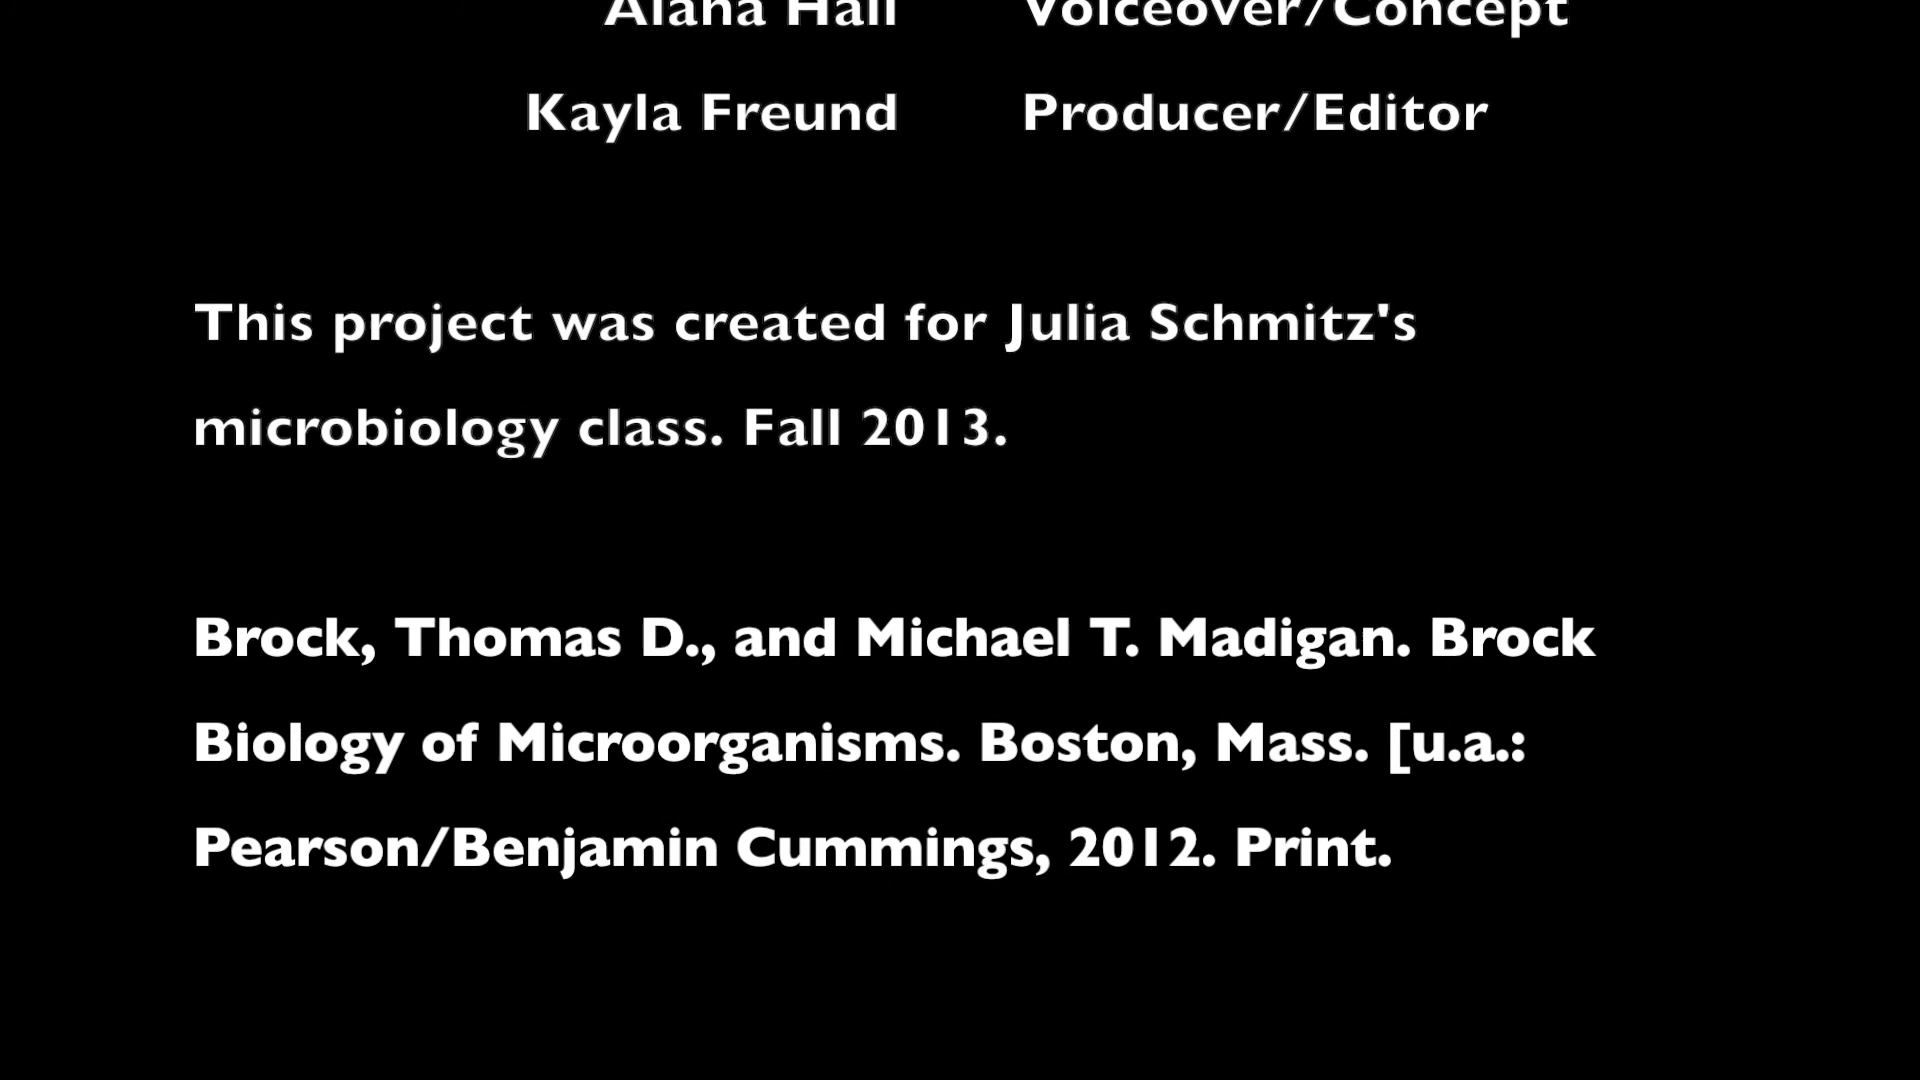 Alana Hall Voiceover/Concept
Kayla Freund Producer/Editor
This project was created for Julia Schmitz's
microbiology class. Fall 2013.
Brock, Thomas D., and Michael T. Madigan. Brock
Biology of Microorganisms. Boston, Mass. [u.a.:
Pearson/Benjamin Cummings, 2012. Print.